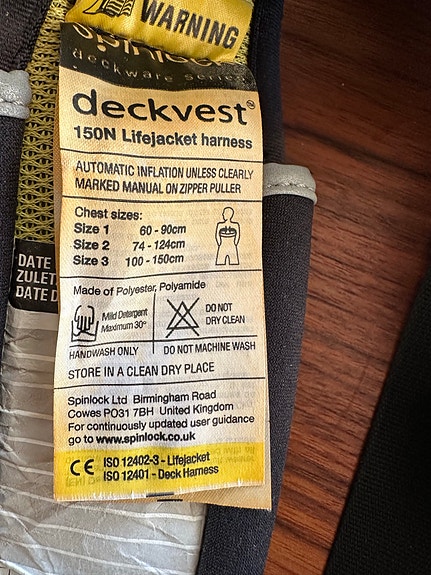 WARNING
spinlock
deckware series
deckvest™
150N Lifejacket harness
AUTOMATIC INFLATION UNLESS CLEARLY
MARKED MANUAL ON ZIPPER PULLER
Chest sizes:
Size 1 60 - 90cm
Size 2 74 - 124cm
Size 3 100 - 150cm
DATE
ZULET
DATE D
Made of Polyester, Polyamide
Mild Detergent
Maximum 30°
DO NOT
DRY CLEAN
HANDWASH ONLY
DO NOT MACHINE WASH
STORE IN A CLEAN DRY PLACE
Spinlock Ltd Birmingham Road
Cowes PO31 7BH United Kingdom
For continuously updated user guidance
go to www.spinlock.co.uk
CE ISO 12402-3 - Lifejacket
ISO 12401 - Deck Harness